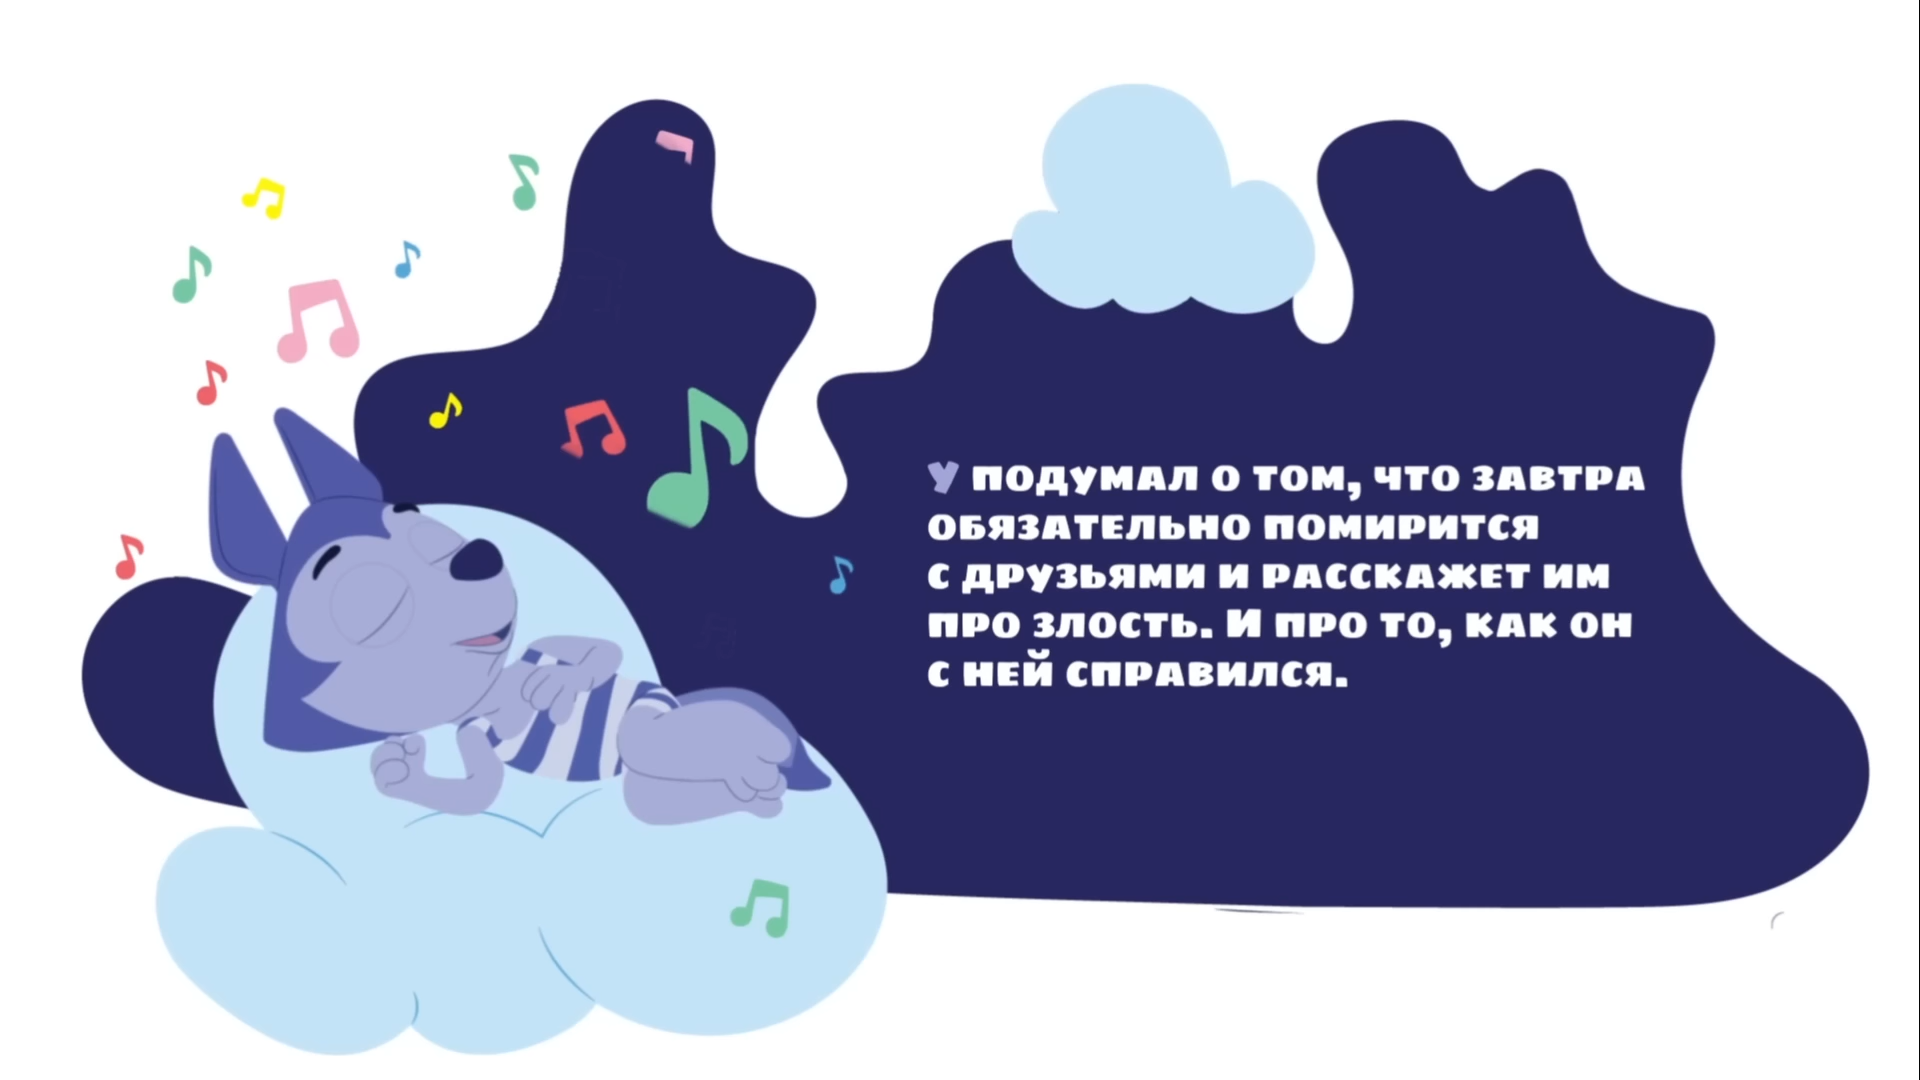 У ПОДУМАЛ О ТОМ, ЧТО ЗАВТРА
ОБЯЗАТЕЛЬНО ПОМИРИТСЯ
С ДРУЗЬЯМИ И РАССКАЖЕТ ИМ
ПРО ЗЛОСТЬ. И ПРО ТО, КАК ОН
С НЕЙ СПРАВИЛСЯ.